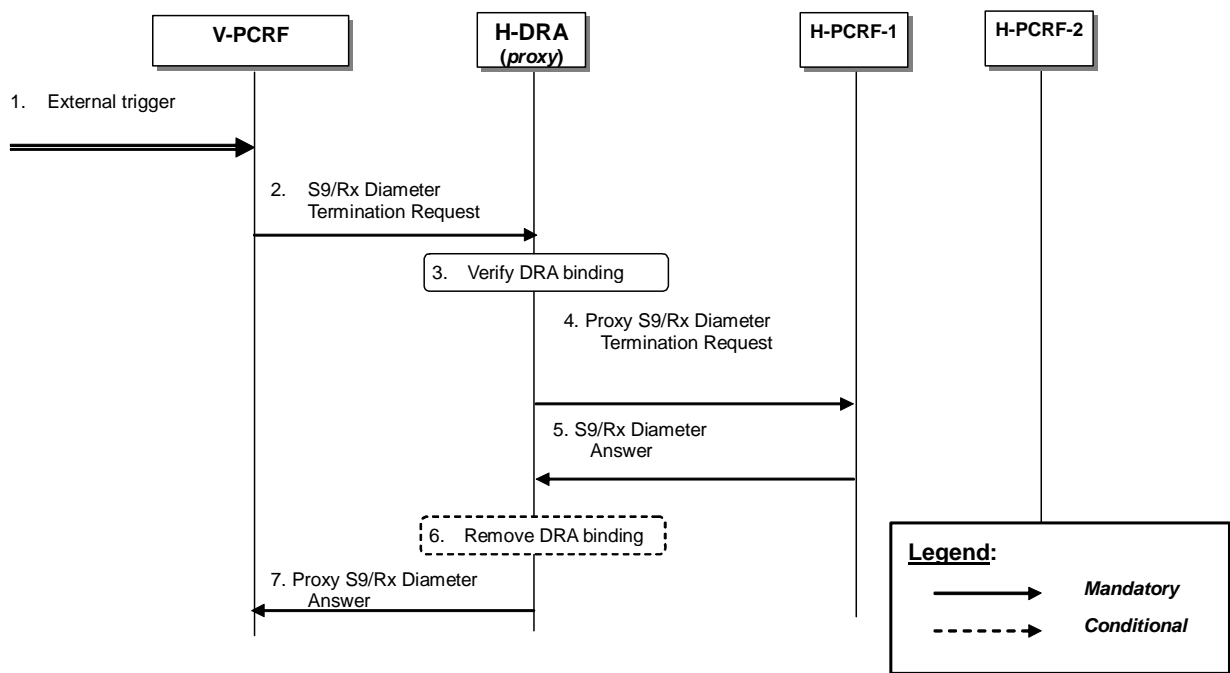 V-PCRF
H-DRA
(proxy)
H-PCRF-1
H-PCRF-2
1. External trigger
2. S9/Rx Diameter
Termination Request
3. Verify DRA binding
4. Proxy S9/Rx Diameter
Termination Request
5. S9/Rx Diameter
Answer
6. Remove DRA binding
7. Proxy S9/Rx Diameter
Answer
Legend:
Mandatory
Conditional